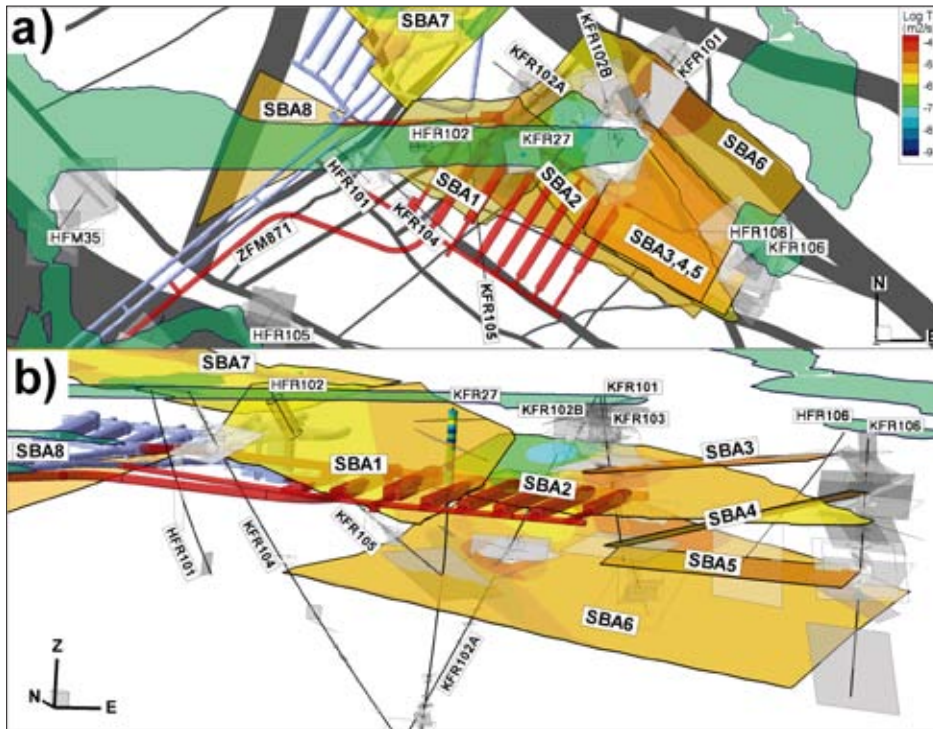 a)
SBA7
Log T
m2/s
-4
-5
-6
-7
-8
-9
KFR101
KFR102B
KFR102A
SBA8
HFR102
KFR27
SBA6
HFR101
SBA1
SBA2
KFR104
HFM35
ZFM871
SBA3,4,5
HFR106
KFR106
HFR105
KFR105
N
E
b)
SBA7
HFR102
KFR27
KFR101
KFR102B
KFR103
HFR106
KFR106
SBA8
SBA1
SBA3
SBA2
SBA4
HFR101
KFR104
KFR105
SBA5
SBA6
KFR102A
Z
N
E